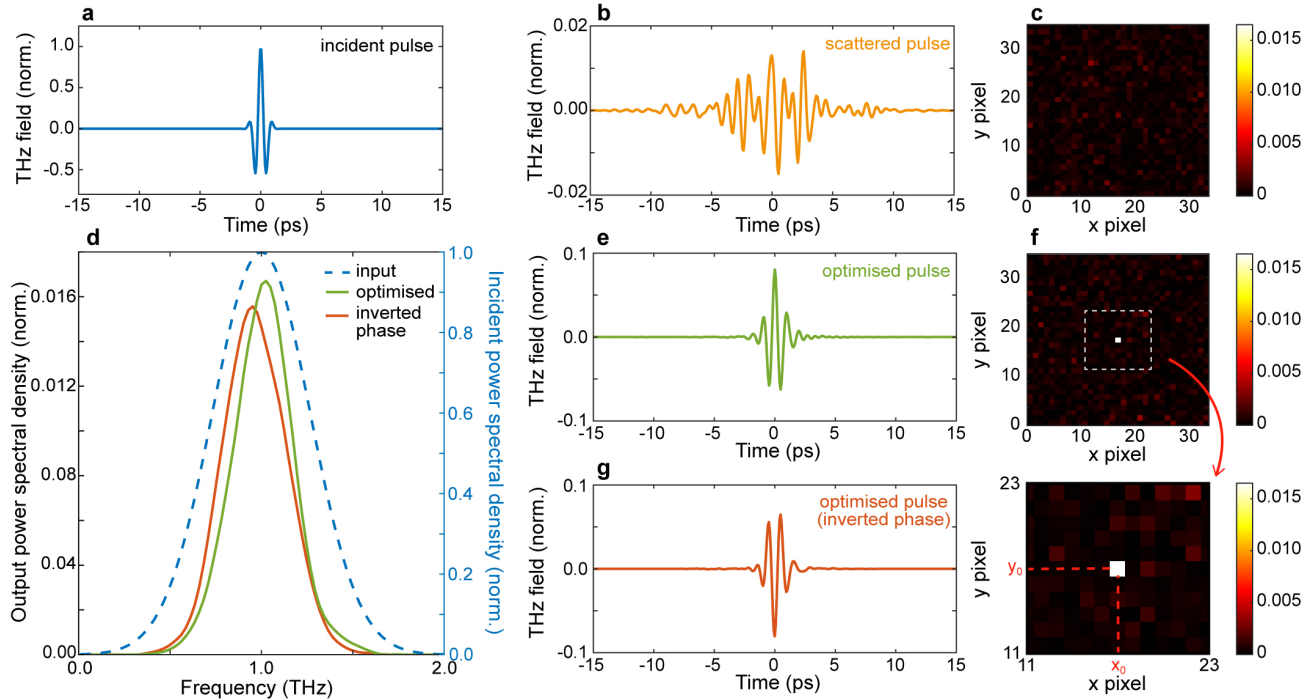 a
incident pulse
THz field (norm.)
1.0
0.5
0.0
-0.5
-15
-10
-5
0
5
10
15
Time (ps)
b
scattered pulse
THz field (norm.)
0.02
0.00
-0.02
-15
-10
-5
0
5
10
15
Time (ps)
c
y pixel
30
20
10
0
0
10
20
30
x pixel
0.015
0.010
0.005
0
d
input
optimised
inverted
phase
Output power spectral density (norm.)
0.016
0.012
0.08
0.04
0.00
Incident power spectral density (norm.)
1.0
0.8
0.6
0.4
0.2
0.0
0.0
1.0
2.0
Frequency (THz)
e
optimised pulse
THz field (norm.)
0.1
0.0
-0.1
-15
-10
-5
0
5
10
15
Time (ps)
f
y pixel
30
20
10
0
0
10
20
30
x pixel
0.015
0.010
0.005
0
g
optimised pulse
(inverted phase)
THz field (norm.)
0.1
0.0
-0.1
-15
-10
-5
0
5
10
15
Time (ps)
y pixel
23
y₀
11
11
x₀
23
x pixel
0.015
0.010
0.005
0